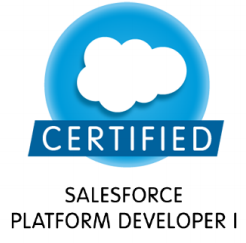 CERTIFIED
SALESFORCE
PLATFORM DEVELOPER I